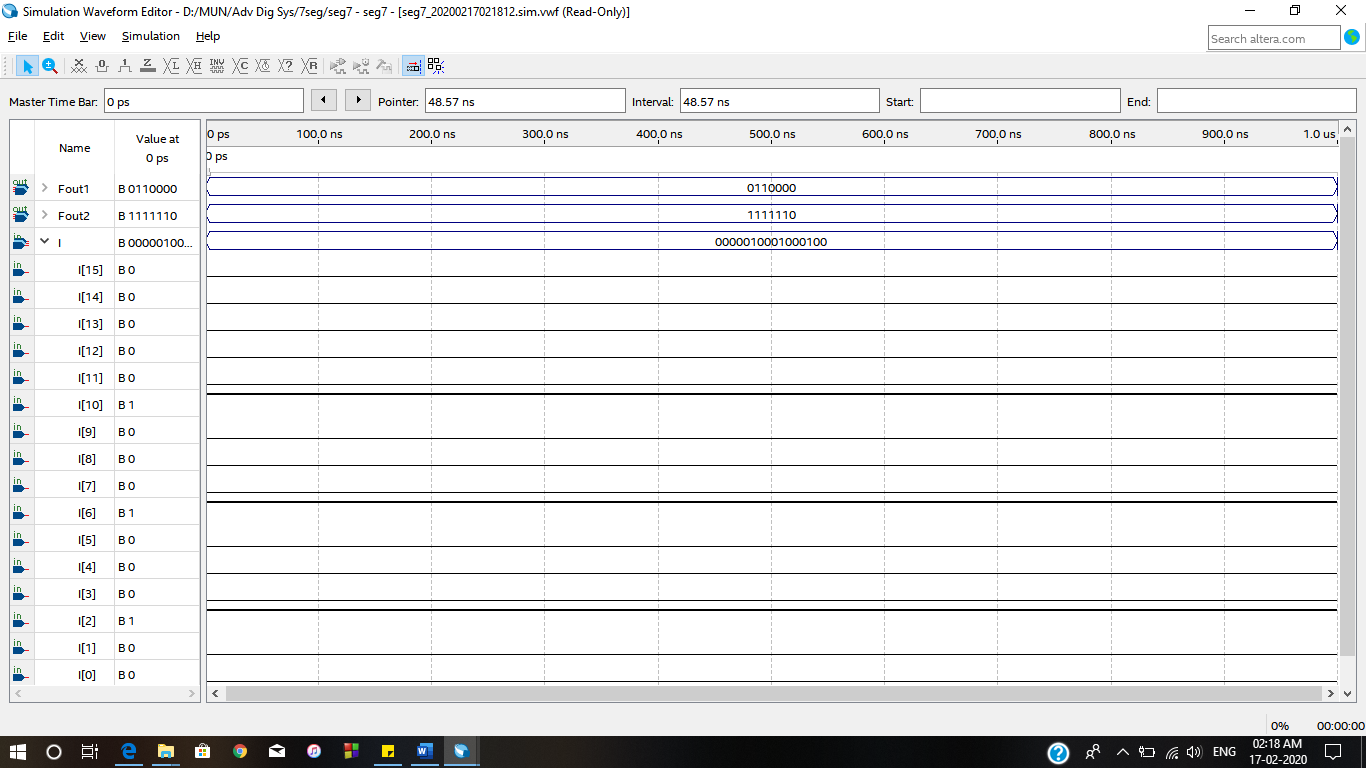 Simulation Waveform Editor - D:/MUN/Adv Dig Sys/7seg/seg7 - seg7 - [seg7_20200217021812.sim.vwf (Read-Only)]
File Edit View Simulation Help
Search altera.com
Master Time Bar: 0 ps Pointer: 48.57 ns Interval: 48.57 ns Start: End:
Name Value at 0 ps
0 ps 100.0 ns 200.0 ns 300.0 ns 400.0 ns 500.0 ns 600.0 ns 700.0 ns 800.0 ns 900.0 ns 1.0 us
0 ps
out Fout1 B 0110000 0110000
out Fout2 B 1111110 1111110
in I B 00000100... 0000010001000100
in I[15] B 0
in I[14] B 0
in I[13] B 0
in I[12] B 0
in I[11] B 0
in I[10] B 1
in I[9] B 0
in I[8] B 0
in I[7] B 0
in I[6] B 1
in I[5] B 0
in I[4] B 0
in I[3] B 0
in I[2] B 1
in I[1] B 0
in I[0] B 0
0% 00:00:00
ENG 02:18 AM
17-02-2020